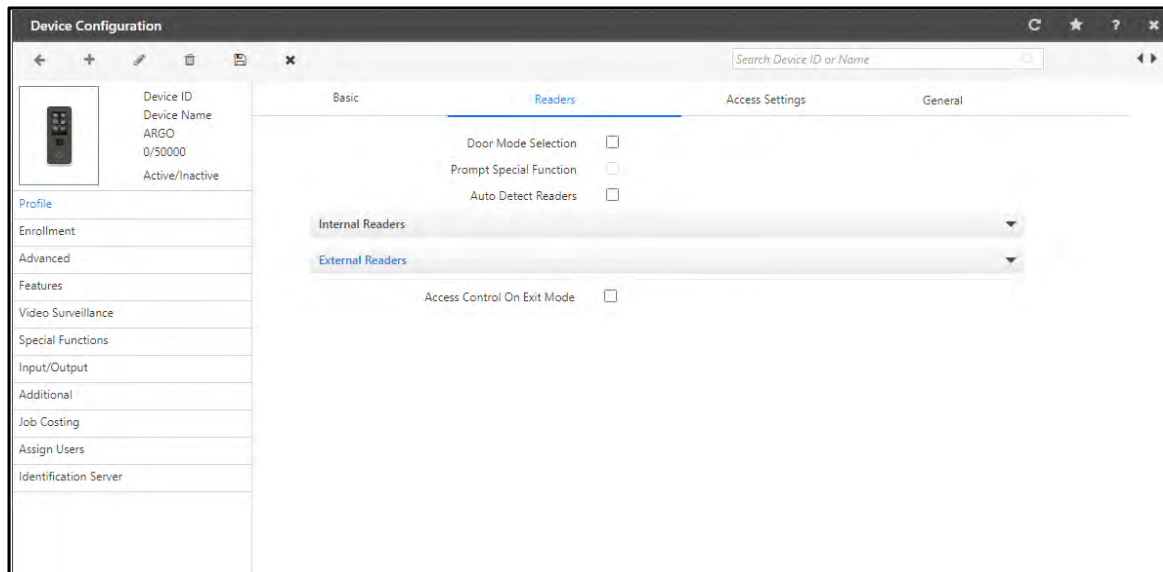 Device Configuration
?
Search Device ID or Name
Device ID
Device Name
ARGO
0/50000
Active/Inactive
Profile
Enrollment
Advanced
Features
Video Surveillance
Special Functions
Input/Output
Additional
Job Costing
Assign Users
Identification Server
Basic Readers Access Settings General
Door Mode Selection
Prompt Special Function
Auto Detect Readers
Internal Readers
External Readers
Access Control On Exit Mode